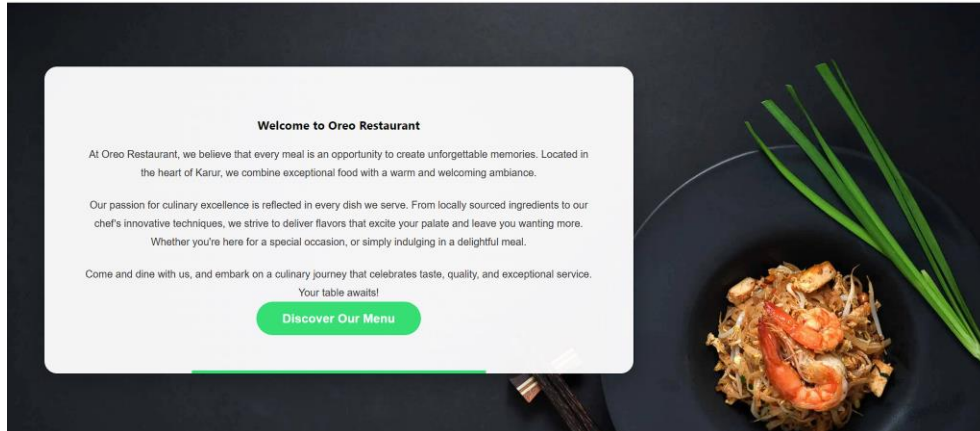 Welcome to Oreo Restaurant
At Oreo Restaurant, we believe that every meal is an opportunity to create unforgettable memories. Located in
the heart of Karur, we combine exceptional food with a warm and welcoming ambiance.
Our passion for culinary excellence is reflected in every dish we serve. From locally sourced ingredients to our
chef's innovative techniques, we strive to deliver flavors that excite your palate and leave you wanting more.
Whether you're here for a special occasion, or simply indulging in a delightful meal.
Come and dine with us, and embark on a culinary journey that celebrates taste, quality, and exceptional service.
Your table awaits!
Discover Our Menu